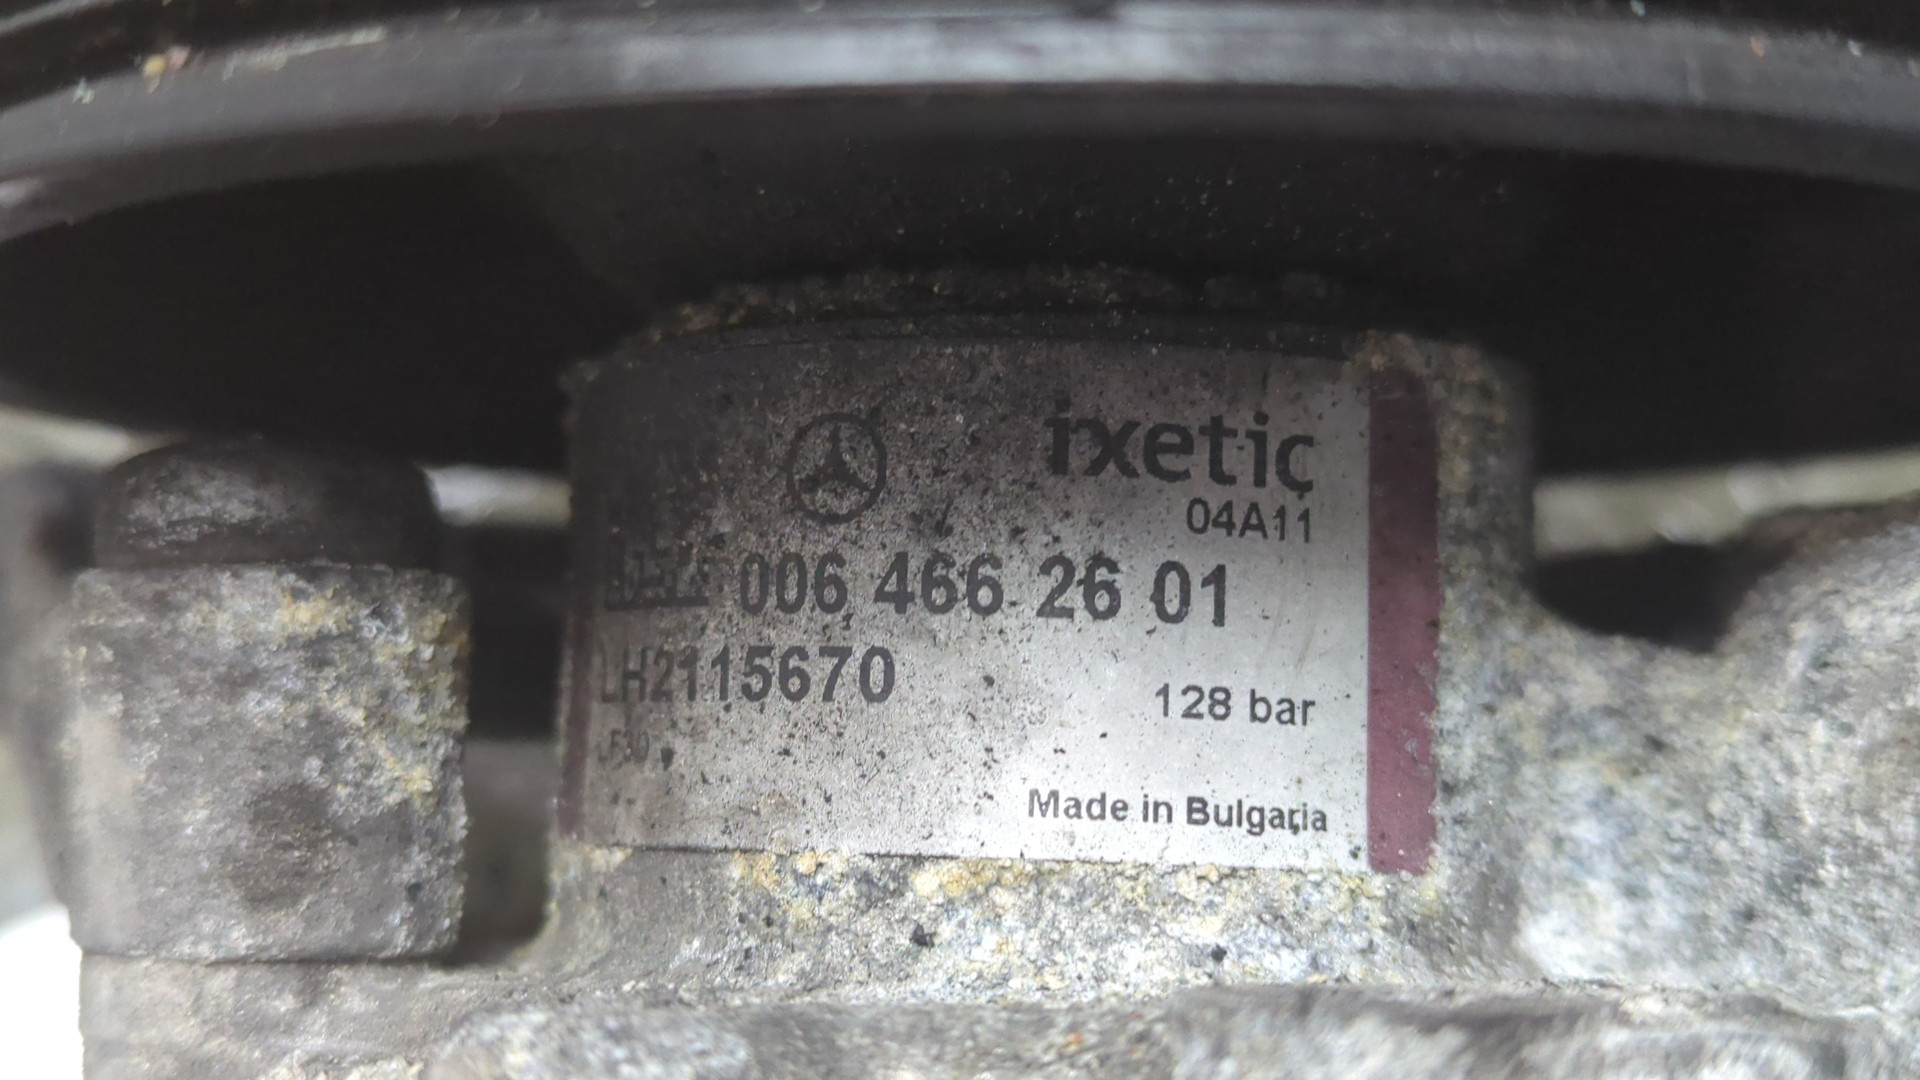 ixetic
04A11
006 466 26 01
LH2115670
128 bar
Made in Bulgaria